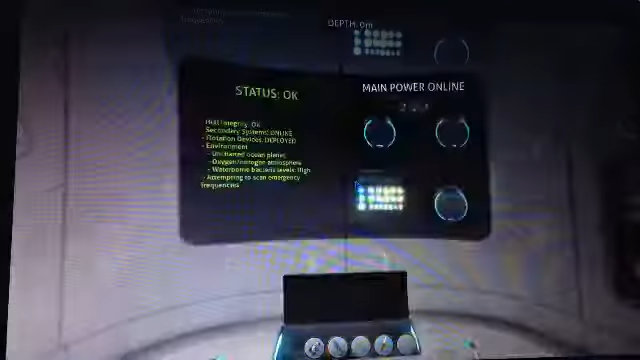 DEPTH: 0m
STATUS: OK
MAIN POWER ONLINE
Hull Integrity: OK
Secondary Systems: ONLINE
- Flotation Devices: DEPLOYED
- Environment
- Uncharted ocean planet
- Oxygen/nitrogen atmosphere
- Waterborne bacteria levels: High
- Attempting to scan emergency
frequencies